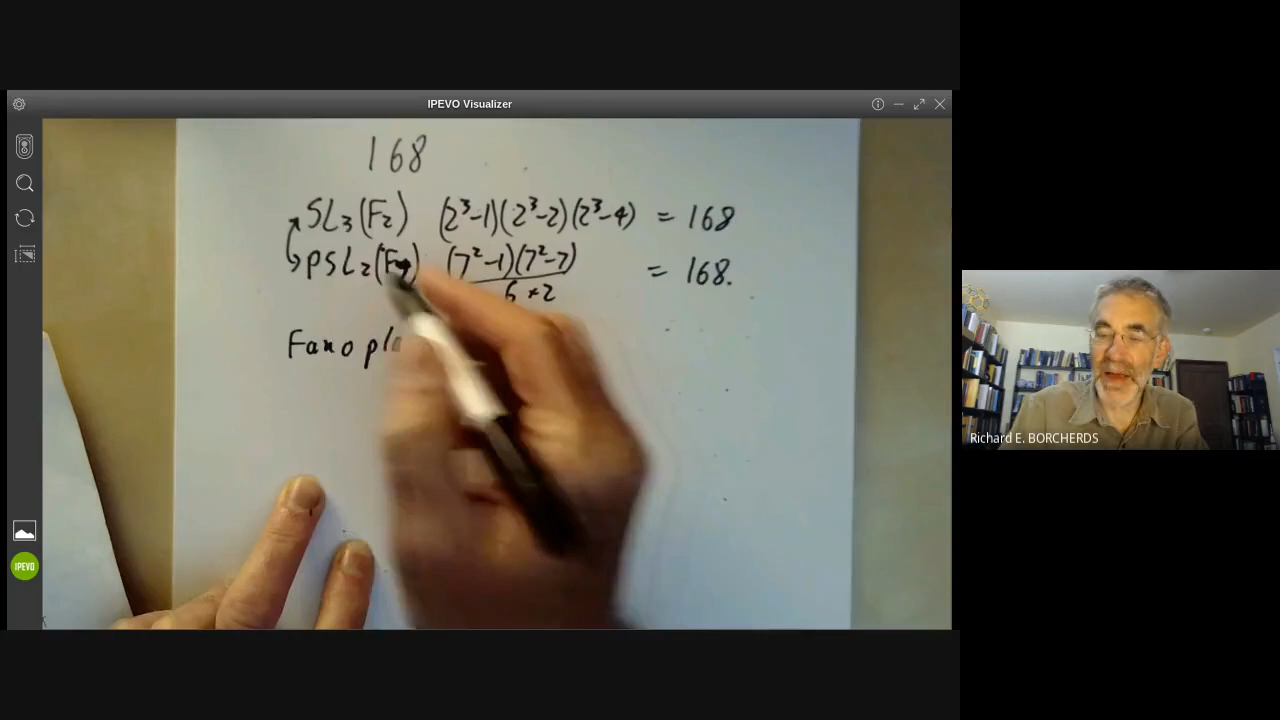 IPEVO Visualizer
168
SL₃(F₂) (2³-1)(2³-2)(2³-4) = 168
PSL₂(F₇) (7²-1)(7²-7) = 168.
6 × 2
Fano pla
IPEVO
Richard E. BORCHERDS